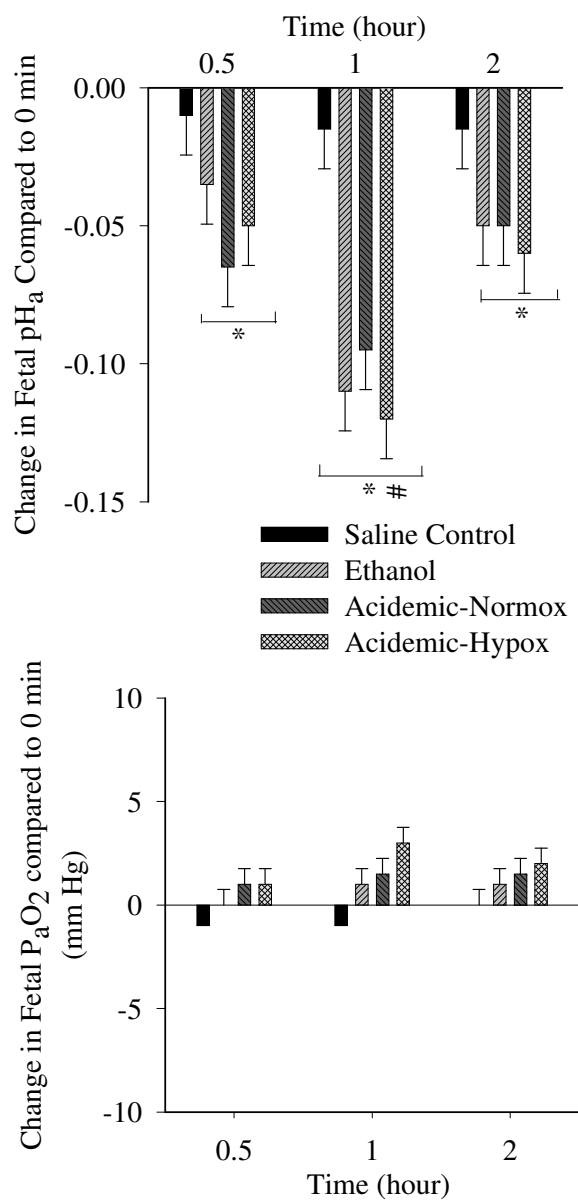 Time (hour)
0.5 1 2
0.00
-0.05
-0.10
-0.15
Change in Fetal pHa Compared to 0 min
*
* #
*
Saline Control
Ethanol
Acidemic-Normox
Acidemic-Hypox
10
5
0
-5
-10
Change in Fetal PaO2 compared to 0 min
(mm Hg)
0.5 1 2
Time (hour)